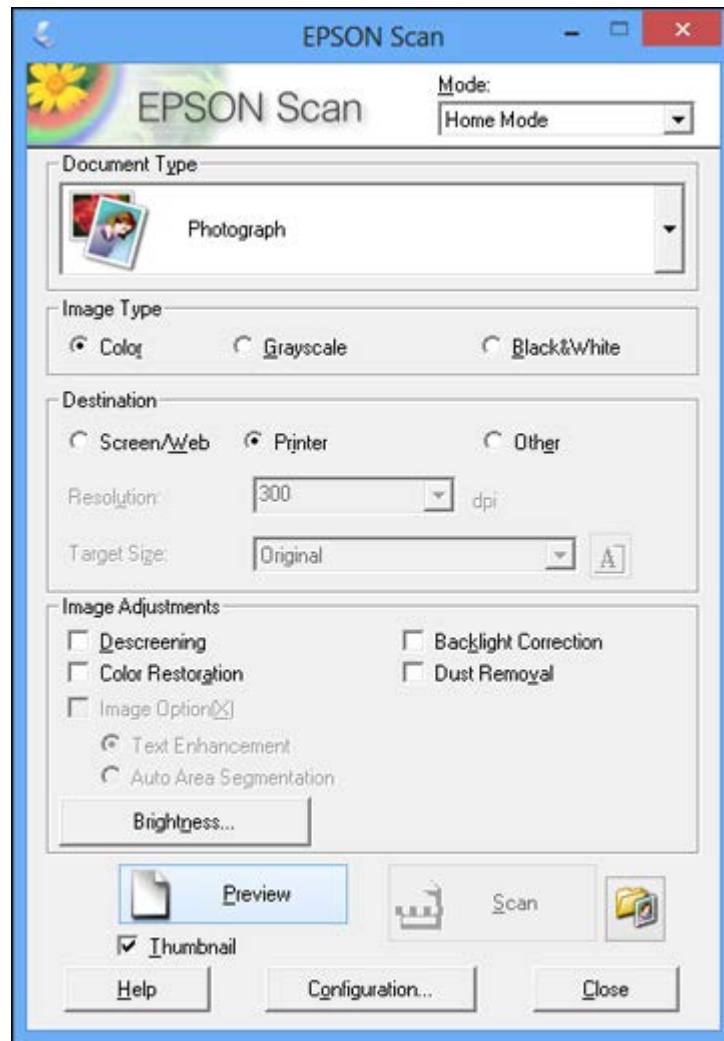 EPSON Scan
EPSON Scan
Mode:
Home Mode
Document Type
Photograph
Image Type
Color Grayscale Black&White
Destination
Screen/Web Printer Other
Resolution: 300 dpi
Target Size: Original A
Image Adjustments
Descreening Backlight Correction
Color Restoration Dust Removal
Image Option(X)
Text Enhancement
Auto Area Segmentation
Brightness...
Preview Scan
Thumbnail
Help Configuration... Close